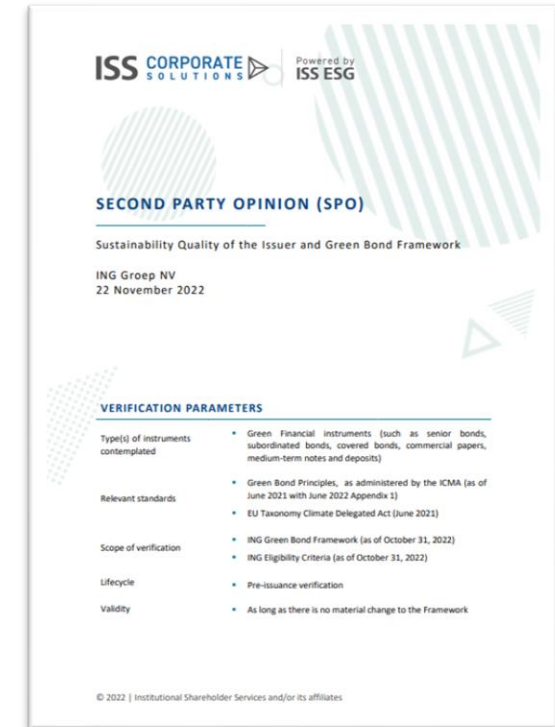 ISS CORPORATE SOLUTIONS
Powered by
ISS ESG
SECOND PARTY OPINION (SPO)
Sustainability Quality of the Issuer and Green Bond Framework
ING Groep NV
22 November 2022
VERIFICATION PARAMETERS
Type(s) of instruments
contemplated
• Green Financial instruments (such as senior bonds,
subordinated bonds, covered bonds, commercial papers,
medium-term notes and deposits)
Relevant standards
• Green Bond Principles, as administered by the ICMA (as of
June 2021 with June 2022 Appendix 1)
• EU Taxonomy Climate Delegated Act (June 2021)
Scope of verification
• ING Green Bond Framework (as of October 31, 2022)
• ING Eligibility Criteria (as of October 31, 2022)
Lifecycle
• Pre-issuance verification
Validity
• As long as there is no material change to the Framework
© 2022 | Institutional Shareholder Services and/or its affiliates